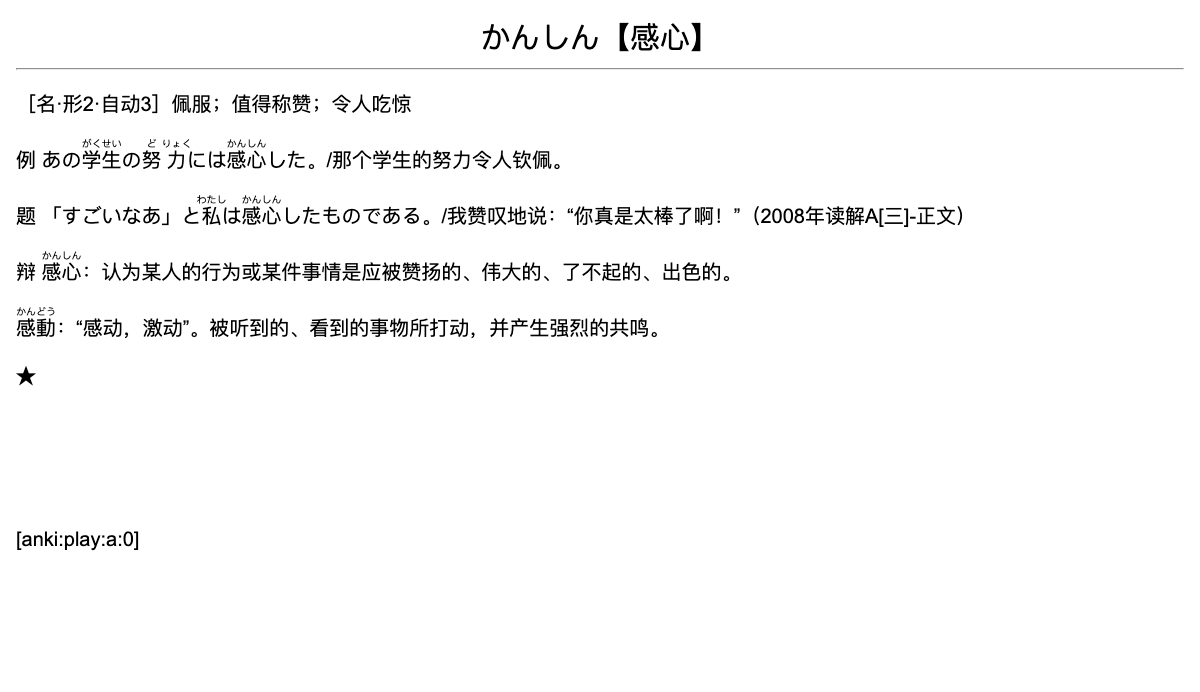 かんしん【感心】
［名·形2·自动3］佩服；值得称赞；令人吃惊
がくせい どりょく かんしん
例 あの学生の努力には感心した。/那个学生的努力令人钦佩。
わたし かんしん
题 「すごいなあ」と私は感心したものである。/我赞叹地说：“你真是太棒了啊！”（2008年读解A[三]-正文）
かんしん
辩 感心：认为某人的行为或某件事情是应被赞扬的、伟大的、了不起的、出色的。
かんどう
感動：“感动，激动”。被听到的、看到的事物所打动，并产生强烈的共鸣。
★
[anki:play:a:0]